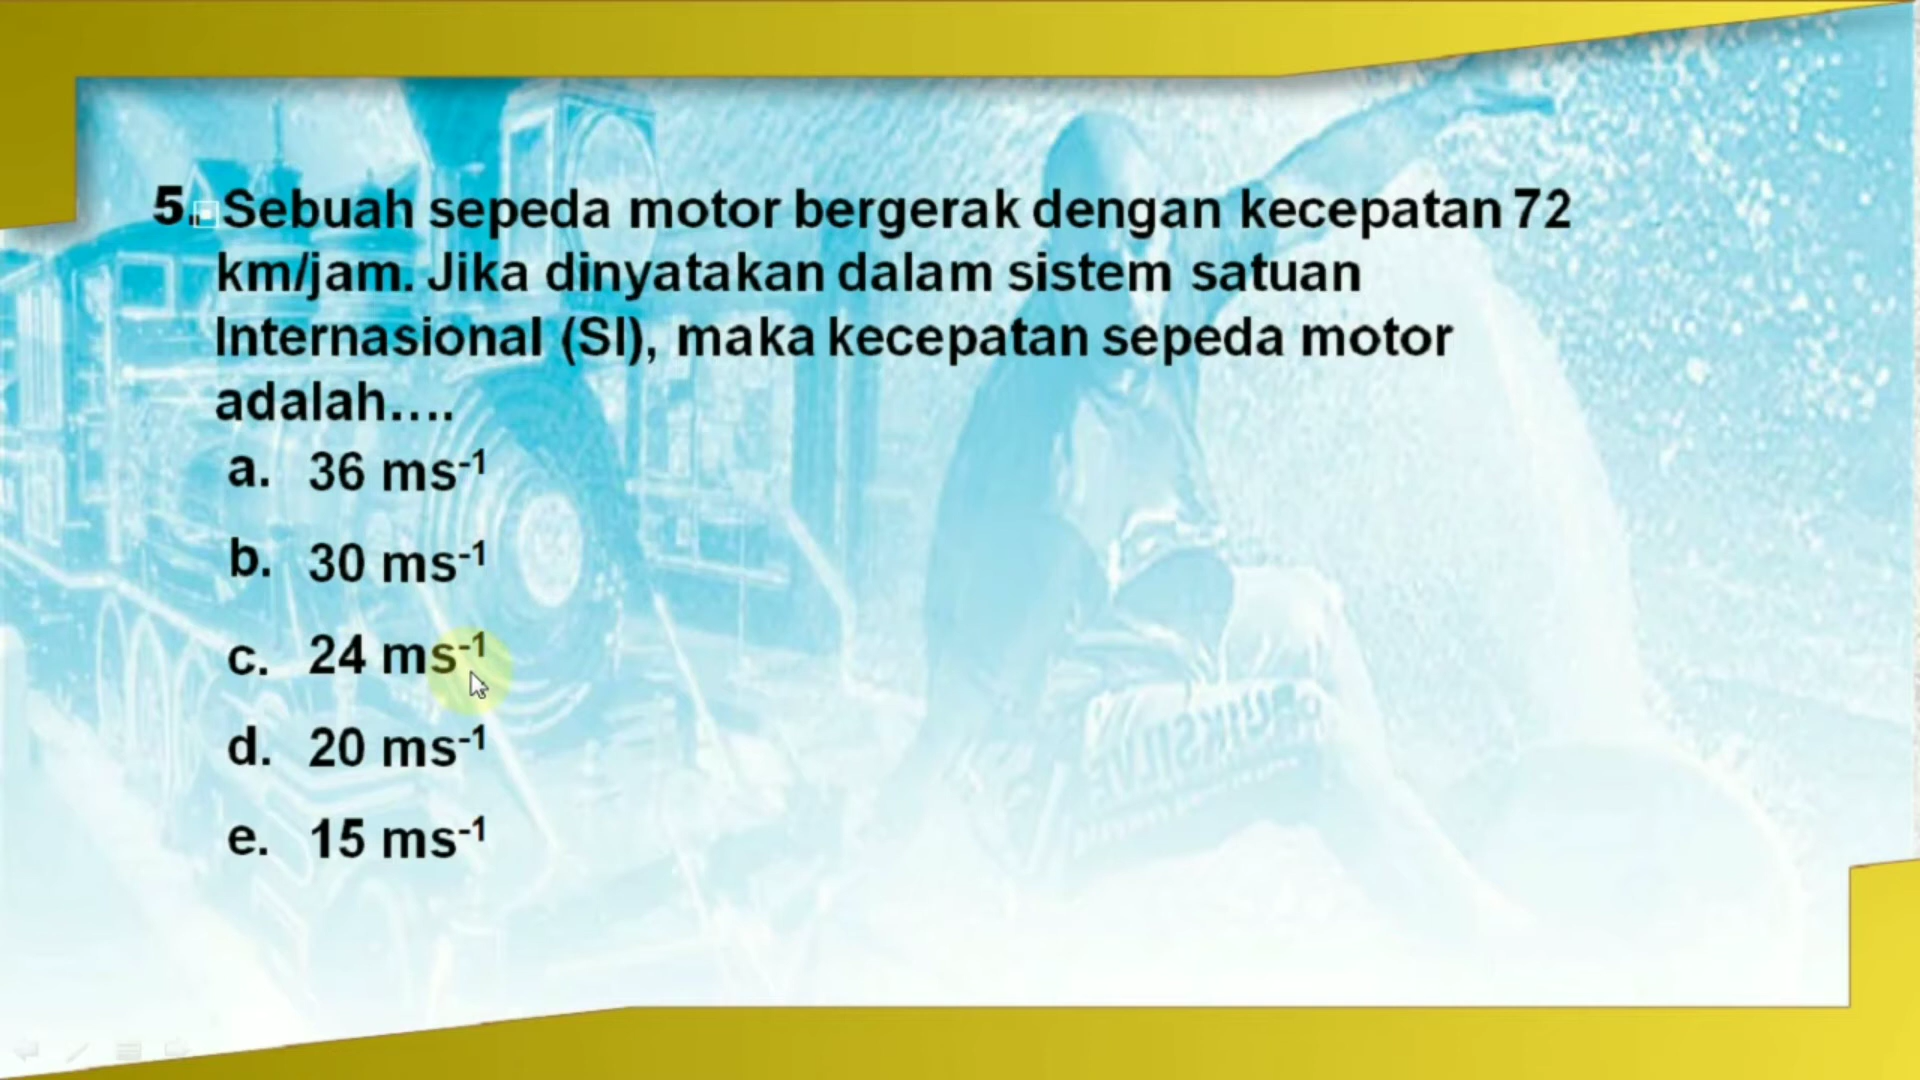 5. Sebuah sepeda motor bergerak dengan kecepatan 72
km/jam. Jika dinyatakan dalam sistem satuan
Internasional (SI), maka kecepatan sepeda motor
adalah....
a. 36 ms⁻¹
b. 30 ms⁻¹
c. 24 ms⁻¹
d. 20 ms⁻¹
e. 15 ms⁻¹